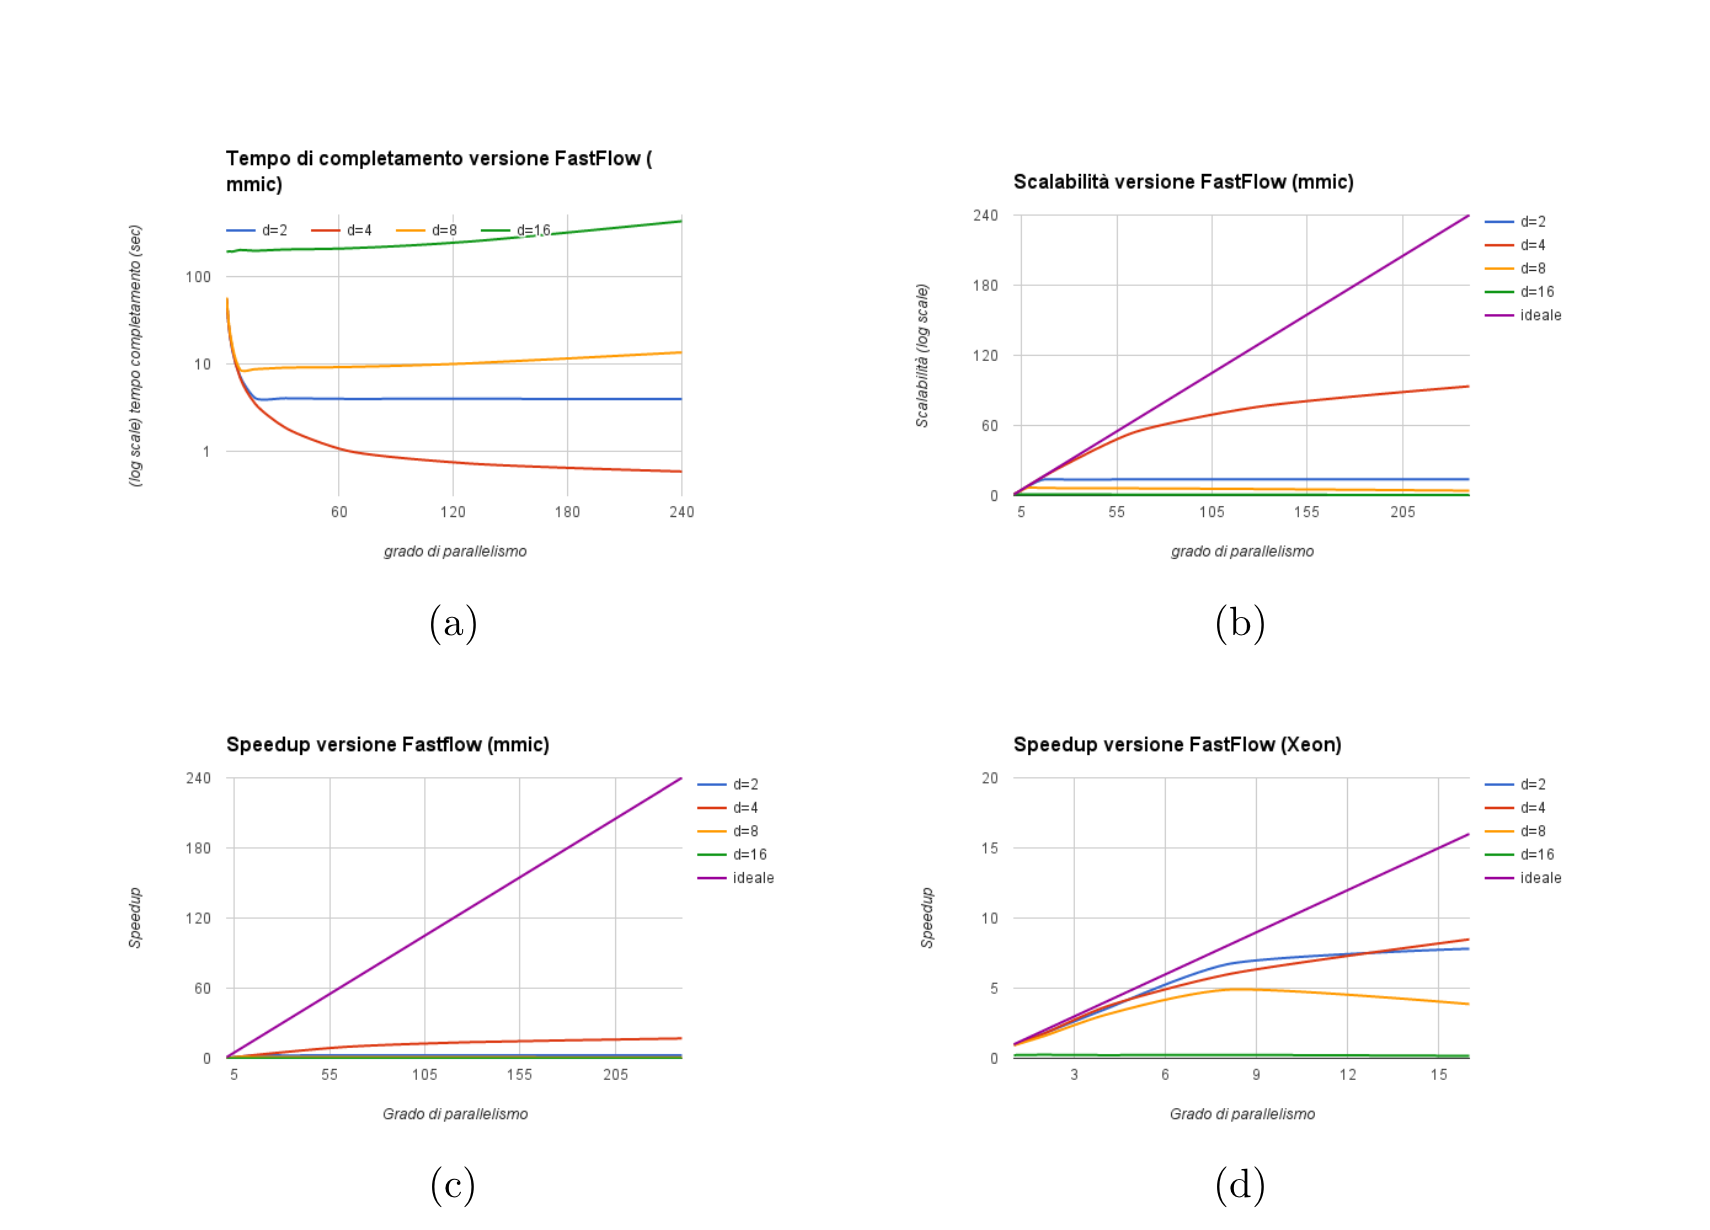 Tempo di completamento versione FastFlow (
mmic)
(log scale) tempo completamento (sec)
d=2 d=4 d=8 d=16
100
10
1
60 120 180 240
grado di parallelismo
(a)
Scalabilità versione FastFlow (mmic)
Scalabilità (log scale)
240
180
120
60
0
5 55 105 155 205
d=2
d=4
d=8
d=16
ideale
grado di parallelismo
(b)
Speedup versione Fastflow (mmic)
Speedup
240
180
120
60
0
5 55 105 155 205
d=2
d=4
d=8
d=16
ideale
Grado di parallelismo
(c)
Speedup versione FastFlow (Xeon)
Speedup
20
15
10
5
0
3 6 9 12 15
d=2
d=4
d=8
d=16
ideale
Grado di parallelismo
(d)